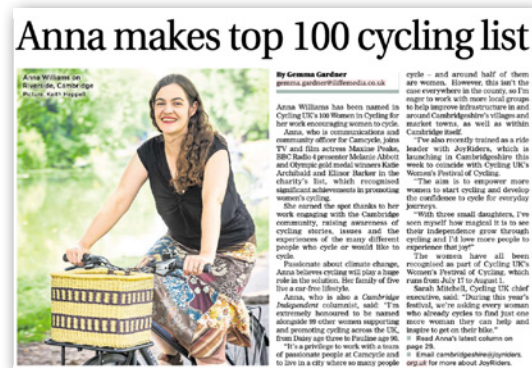 Anna makes top 100 cycling list
Anna Williams on
Riverside, Cambridge
Picture: Keith Heppell
By Gemma Gardner
gemma.gardner@iliffemedia.co.uk
Anna Williams has been named in
Cycling UK's 100 Women in Cycling for
her work encouraging women to cycle.
Anna, who is communications and
community officer for Camcycle, joins
TV and film actress Maxine Peake,
BBC Radio 4 presenter Melanie Abbott
and Olympic gold medal winners Katie
Archibald and Elinor Barker in the
charity's list, which recognised
significant achievements in promoting
women's cycling.
She earned the spot thanks to her
work engaging with the Cambridge
community, raising awareness of
cycling stories, issues and the
experiences of the many different
people who cycle or would like to
cycle.
Passionate about climate change,
Anna believes cycling will play a huge
role in the solution. Her family of five
live a car-free lifestyle.
Anna, who is also a Cambridge
Independent columnist, said: "I'm
extremely honoured to be named
alongside 99 other women supporting
and promoting cycling across the UK,
from Daisy age three to Pauline age 90.
"It's a privilege to work with a team
of passionate people at Camcycle and
to live in a city where so many people
cycle – and around half of them
are women. However, this isn't the
case everywhere in the county, so I'm
eager to work with more local groups
to help improve infrastructure in and
around Cambridgeshire's villages and
market towns, as well as within
Cambridge itself.
"I've also recently trained as a ride
leader with JoyRiders, which is
launching in Cambridgeshire this
week to coincide with Cycling UK's
Women's Festival of Cycling.
"The aim is to empower more
women to start cycling and develop
the confidence to cycle for everyday
journeys.
"With three small daughters, I've
seen myself how magical it is to see
their independence grow through
cycling and I'd love more people to
experience that joy."
The women have all been
recognised as part of Cycling UK's
Women's Festival of Cycling, which
runs from July 17 to August 1.
Sarah Mitchell, Cycling UK chief
executive, said: "During this year's
festival, we're asking every woman
who already cycles to find just one
more woman they can help and
inspire to get on their bike."
Read Anna's latest column on
page 29.
Email cambridgeshire@joyriders.
org.uk for more about JoyRiders.